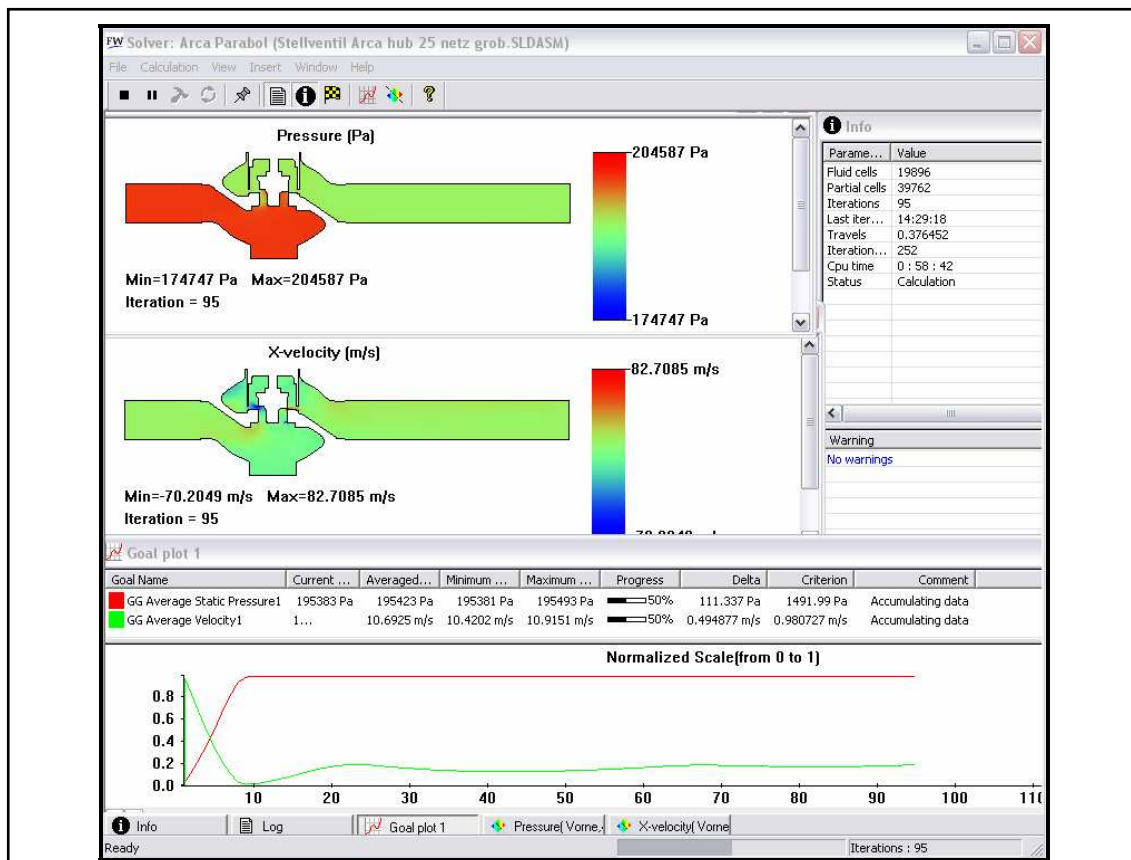 FW Solver: Arca Parabol (Stellventil Arca hub 25 netz grob.SLDASM)
File Calculation View Insert Window Help
Pressure (Pa)
204587 Pa
174747 Pa
Min=174747 Pa Max=204587 Pa
Iteration = 95
X-velocity (m/s)
82.7085 m/s
Min=-70.2049 m/s Max=82.7085 m/s
Iteration = 95
Info
Parame... Value
Fluid cells 19896
Partial cells 39762
Iterations 95
Last iter... 14:29:18
Travels 0.376452
Iteration... 252
Cpu time 0 : 58 : 42
Status Calculation
Warning
No warnings
Goal plot 1
Goal Name Current ... Averaged... Minimum ... Maximum ... Progress Delta Criterion Comment
GG Average Static Pressure1 195383 Pa 195423 Pa 195381 Pa 195493 Pa 50% 111.337 Pa 1491.99 Pa Accumulating data
GG Average Velocity1 1... 10.6925 m/s 10.4202 m/s 10.9151 m/s 50% 0.494877 m/s 0.980727 m/s Accumulating data
Normalized Scale(from 0 to 1)
0.8
0.6
0.4
0.2
0.0
10 20 30 40 50 60 70 80 90 100
Info Log Goal plot 1 Pressure( Vorne, X-velocity( Vorne
Ready Iterations : 95